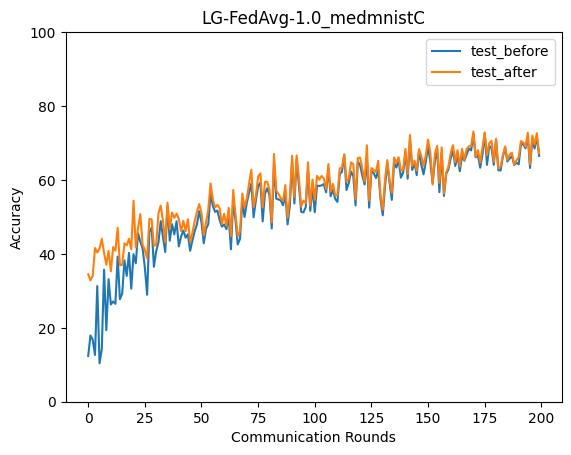 LG-FedAvg-1.0_medmnistC
100
80
60
40
20
0
Accuracy
test_before
test_after
0 25 50 75 100 125 150 175 200
Communication Rounds